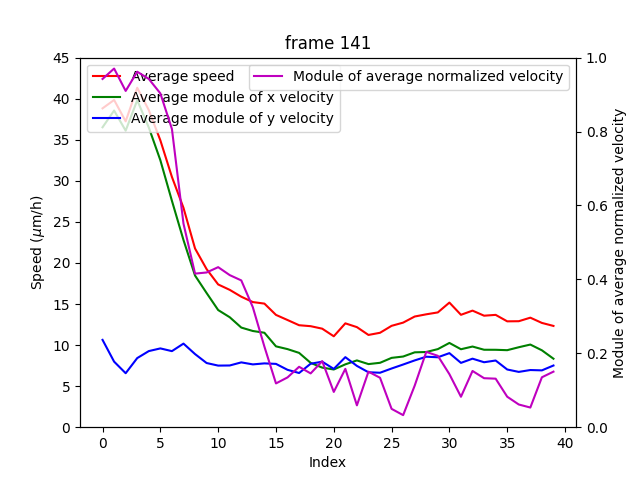 frame 141
Average speed
Average module of x velocity
Average module of y velocity
Module of average normalized velocity
45
40
35
30
25
20
15
10
5
0
Speed (μm/h)
1.0
0.8
0.6
0.4
0.2
0.0
Module of average normalized velocity
0 5 10 15 20 25 30 35 40
Index